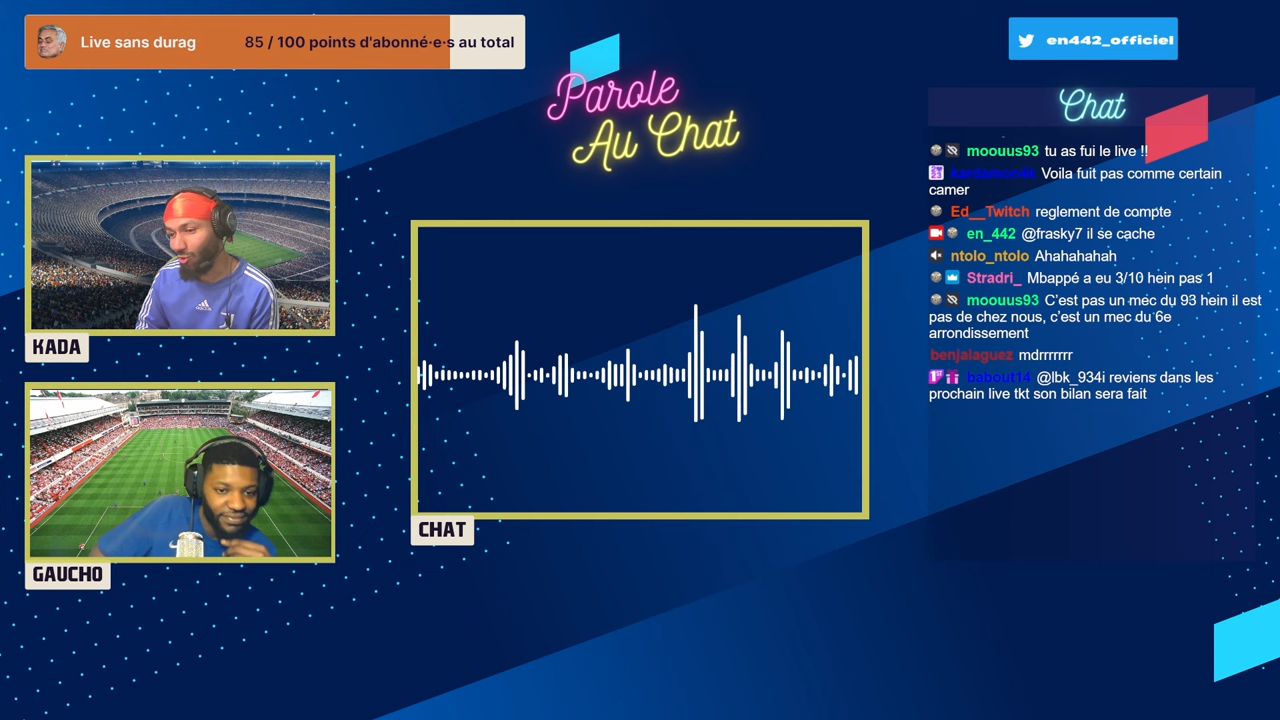 Live sans durag
85 / 100 points d'abonné·e·s au total
en442_officiel
Parole
Au Chat
Chat
moouus93 tu as fui le live !!
Voila fuit pas comme certain
camer
Ed__Twitch reglement de compte
en_442 @frasky7 il se cache
ntolo_ntolo Ahahahahah
Stradri_ Mbappé a eu 3/10 hein pas 1
moouus93 C'est pas un mec du 93 hein il est
pas de chez nous, c'est un mec du 6e
arrondissement
benjalaguez mdrrrrrrr
babout14 @lbk_934i reviens dans les
prochain live tkt son bilan sera fait
KADA
CHAT
GAUCHO